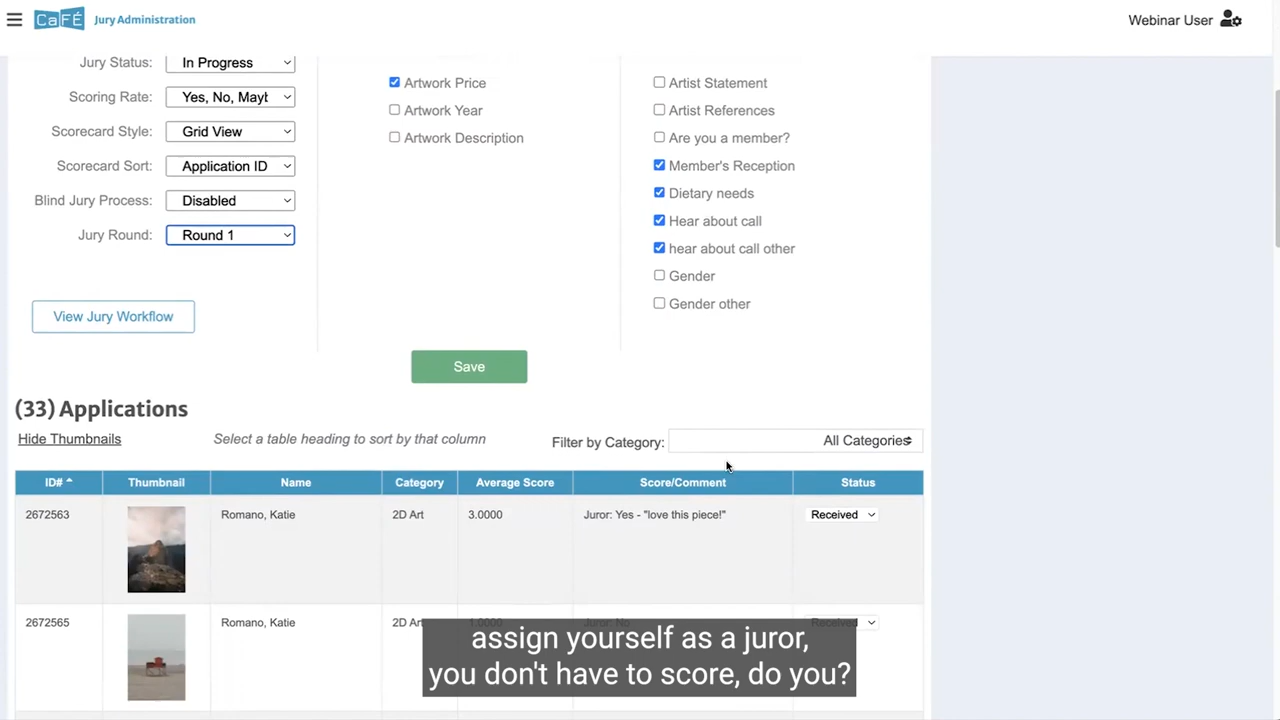 CaFÉ Jury Administration
Webinar User
Jury Status: In Progress
Scoring Rate: Yes, No, Mayb
Scorecard Style: Grid View
Scorecard Sort: Application ID
Blind Jury Process: Disabled
Jury Round: Round 1
View Jury Workflow
Artwork Price
Artwork Year
Artwork Description
Artist Statement
Artist References
Are you a member?
Member's Reception
Dietary needs
Hear about call
hear about call other
Gender
Gender other
Save
(33) Applications
Hide Thumbnails
Select a table heading to sort by that column
Filter by Category: All Categories
ID# Thumbnail Name Category Average Score Score/Comment Status
2672563 Romano, Katie 2D Art 3.0000 Juror: Yes - "love this piece!" Received
2672565 Romano, Katie 2D Art 1.0000 Juror: No Received
assign yourself as a juror,
you don't have to score, do you?